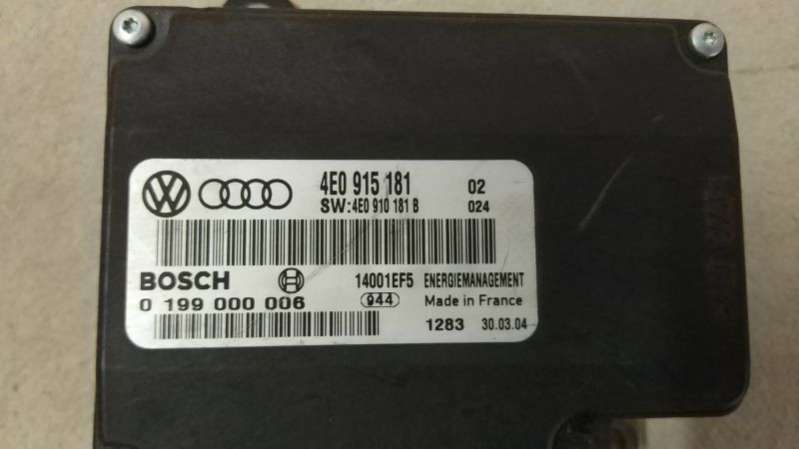 4E0 915 181 02
SW:4E0 910 181 B 024
BOSCH 14001EF5 ENERGIEMANAGEMENT
0 199 000 006 944 Made in France
1283 30.03.04